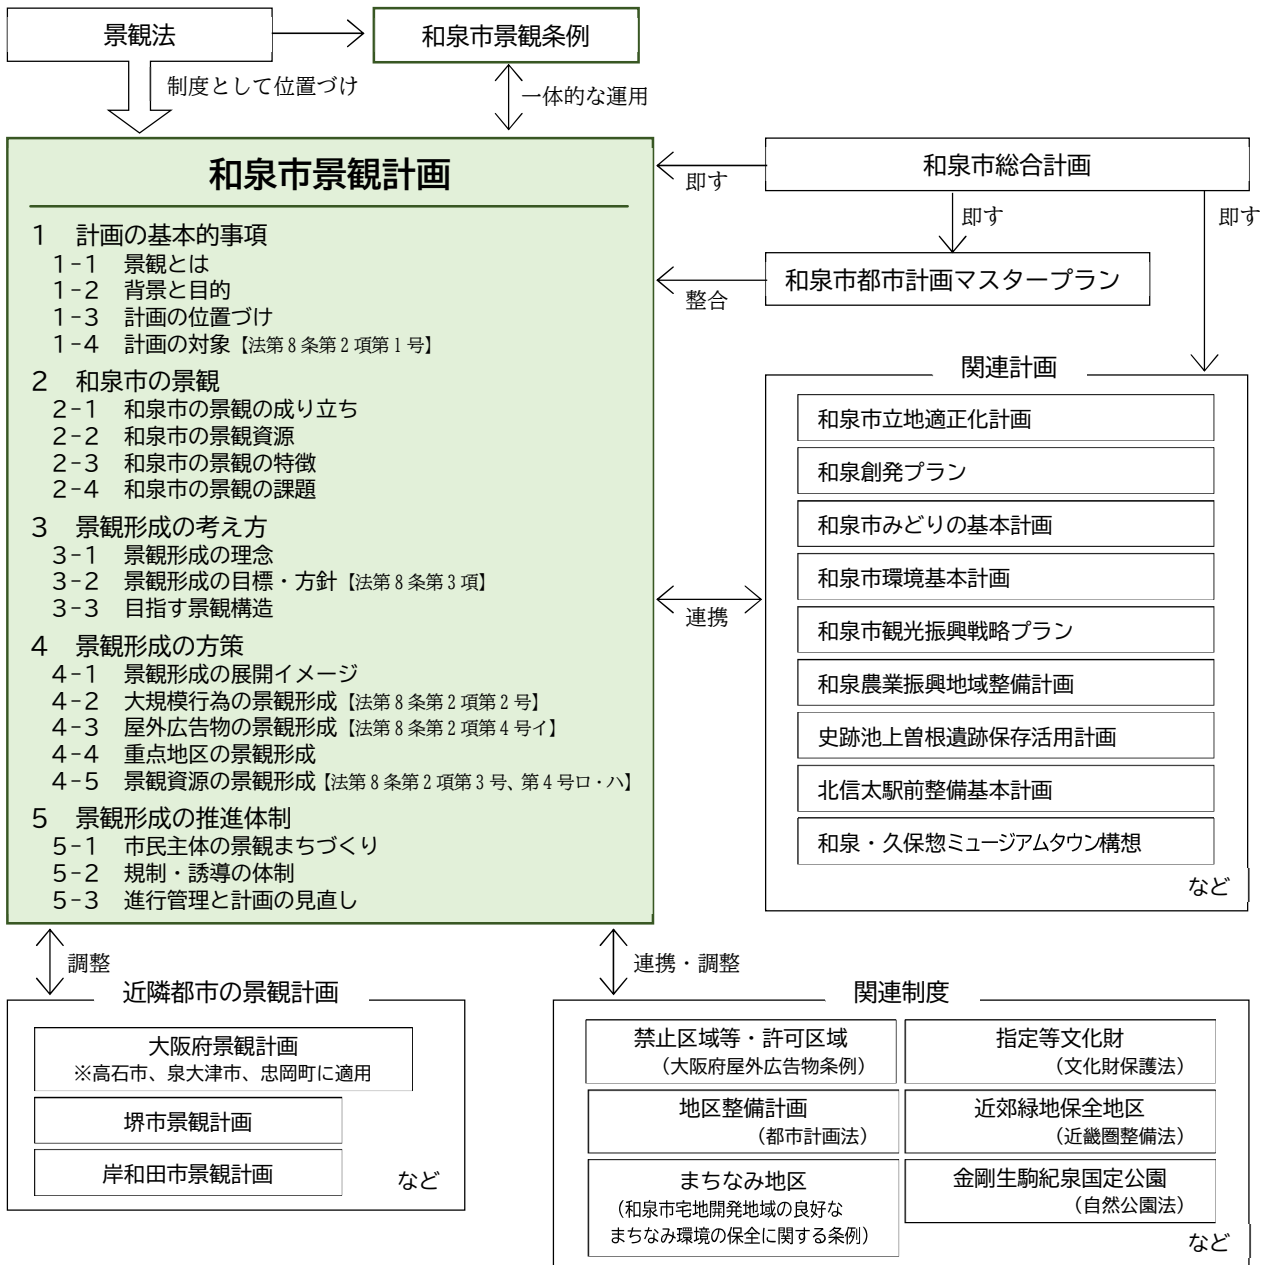 景観法
和泉市景観条例
制度として位置づけ
一体的な運用
和泉市景観計画
1 計画の基本的事項
1-1 景観とは
1-2 背景と目的
1-3 計画の位置づけ
1-4 計画の対象【法第8条第2項第1号】
2 和泉市の景観
2-1 和泉市の景観の成り立ち
2-2 和泉市の景観資源
2-3 和泉市の景観の特徴
2-4 和泉市の景観の課題
3 景観形成の考え方
3-1 景観形成の理念
3-2 景観形成の目標・方針【法第8条第3項】
3-3 目指す景観構造
4 景観形成の方策
4-1 景観形成の展開イメージ
4-2 大規模行為の景観形成【法第8条第2項第2号】
4-3 屋外広告物の景観形成【法第8条第2項第4号イ】
4-4 重点地区の景観形成
4-5 景観資源の景観形成【法第8条第2項第3号、第4号ロ・ハ】
5 景観形成の推進体制
5-1 市民主体の景観まちづくり
5-2 規制・誘導の体制
5-3 進行管理と計画の見直し
即す
和泉市総合計画
即す
即す
整合
和泉市都市計画マスタープラン
連携
関連計画
和泉市立地適正化計画
和泉創発プラン
和泉市みどりの基本計画
和泉市環境基本計画
和泉市観光振興戦略プラン
和泉農業振興地域整備計画
史跡池上曽根遺跡保存活用計画
北信太駅前整備基本計画
和泉・久保惣ミュージアムタウン構想
など
調整
近隣都市の景観計画
大阪府景観計画
※高石市、泉大津市、忠岡町に適用
堺市景観計画
岸和田市景観計画
など
連携・調整
関連制度
禁止区域等・許可区域
（大阪府屋外広告物条例）
指定等文化財
（文化財保護法）
地区整備計画
（都市計画法）
近郊緑地保全地区
（近畿圏整備法）
まちなみ地区
（和泉市宅地開発地域の良好な
まちなみ環境の保全に関する条例）
金剛生駒紀泉国定公園
（自然公園法）
など